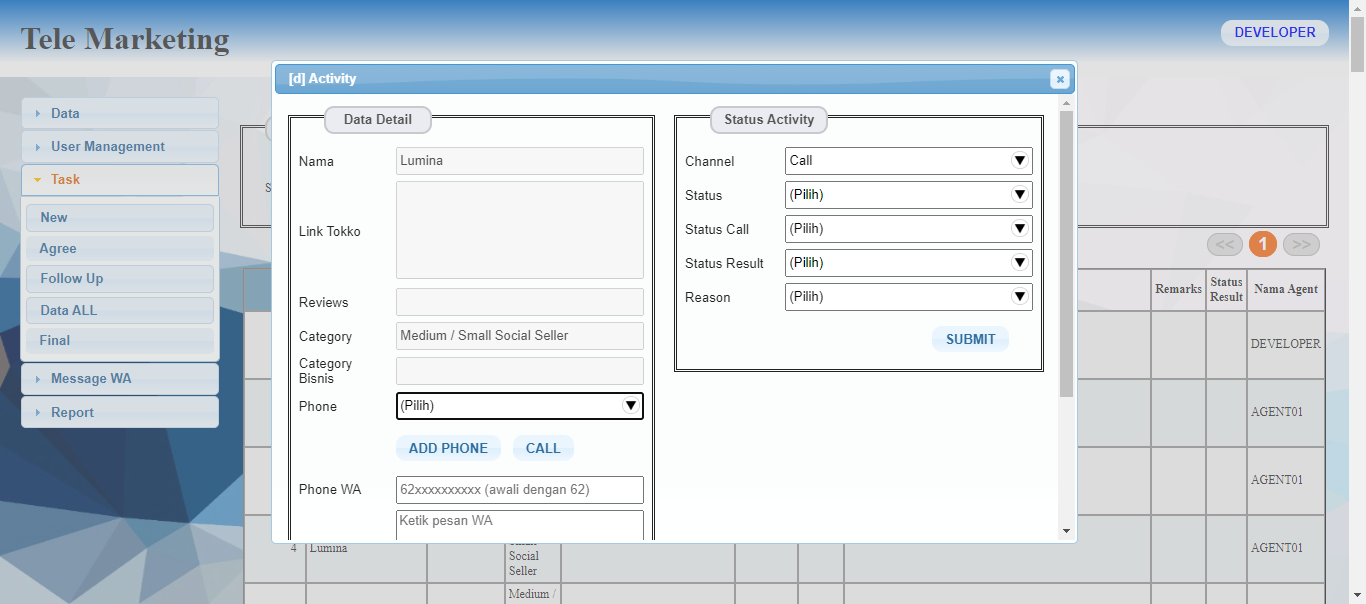 Tele Marketing
DEVELOPER
Data
User Management
Task
New
Agree
Follow Up
Data ALL
Final
Message WA
Report
[d] Activity
Data Detail
Nama
Lumina
Link Tokko
Reviews
Category
Medium / Small Social Seller
Category
Bisnis
Phone
(Pilih)
ADD PHONE
CALL
Phone WA
62xxxxxxxxxx (awali dengan 62)
Ketik pesan WA
Status Activity
Channel
Call
Status
(Pilih)
Status Call
(Pilih)
Status Result
(Pilih)
Reason
(Pilih)
SUBMIT
<<
1
>>
Remarks
Status
Result
Nama Agent
DEVELOPER
AGENT01
AGENT01
4
Lumina
Social
Seller
AGENT01
Medium /